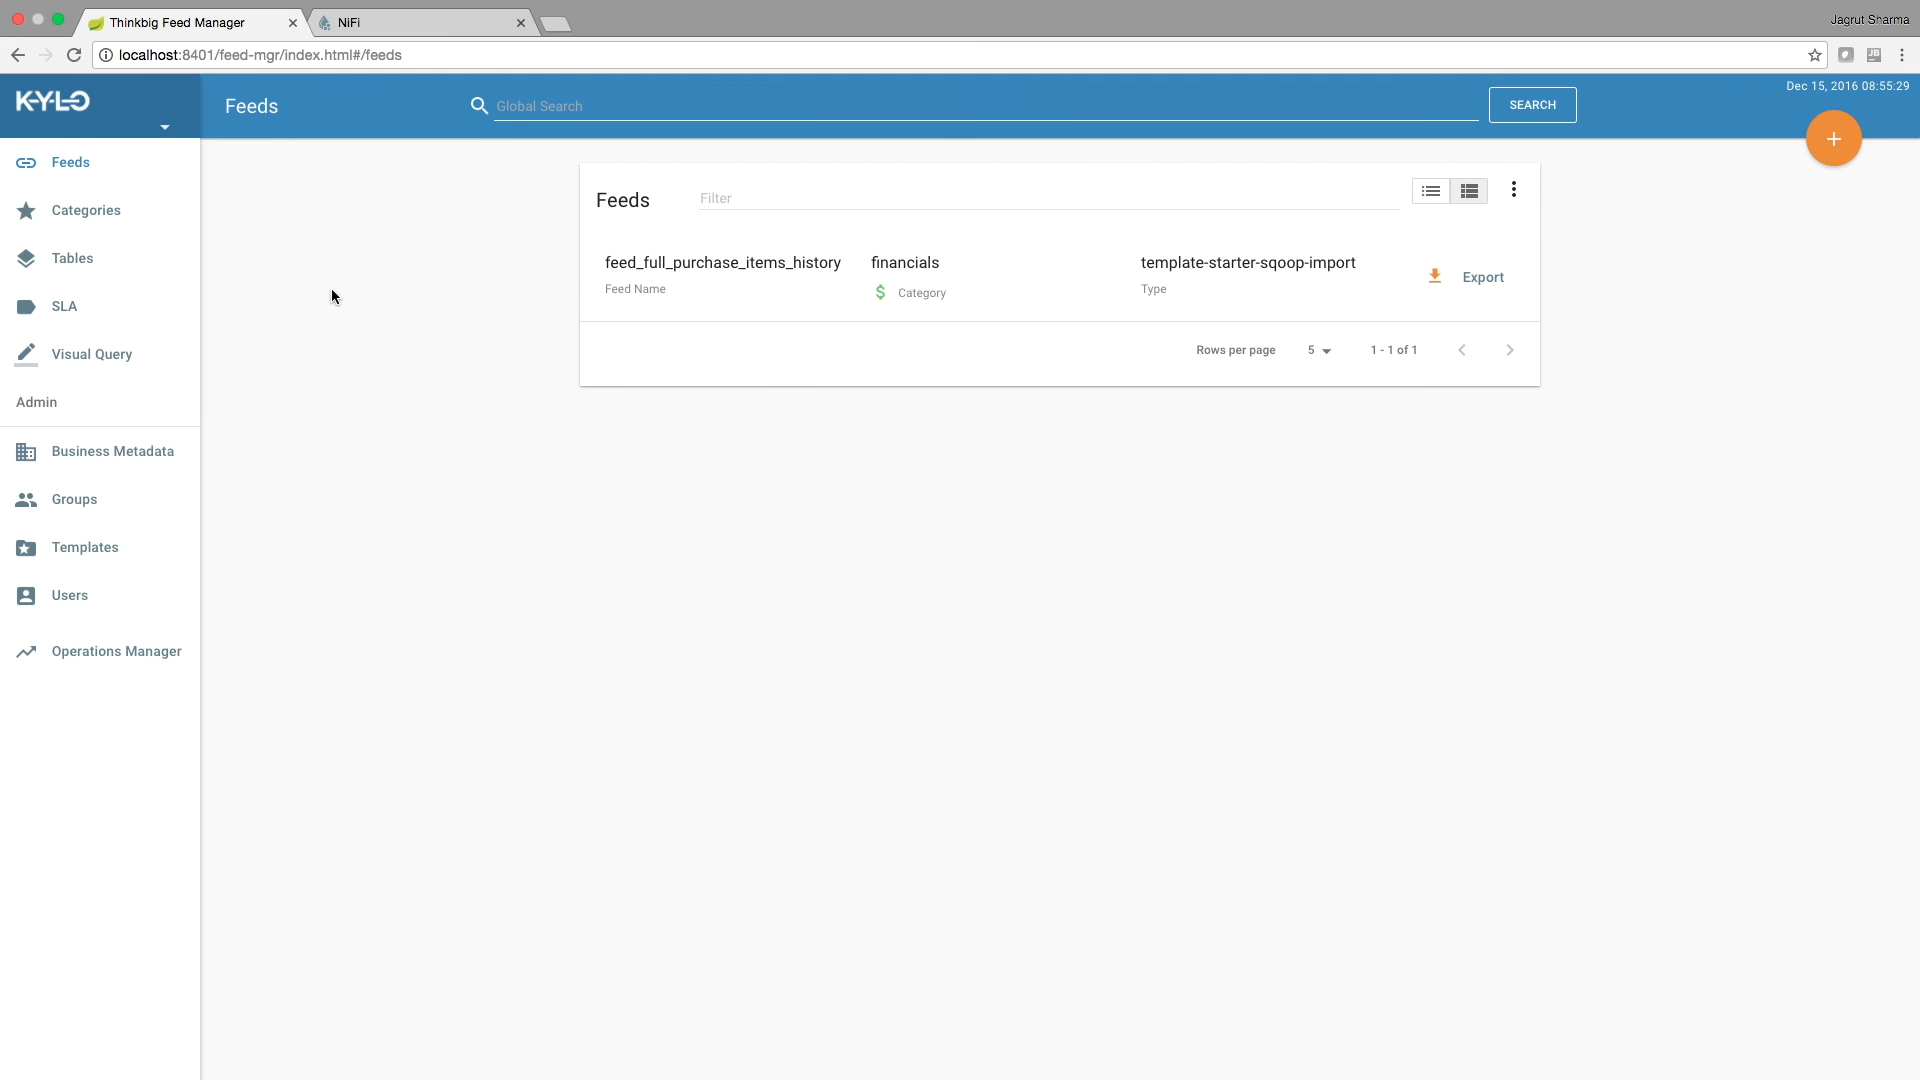 Thinkbig Feed Manager
NiFi
Jagrut Sharma
localhost:8401/feed-mgr/index.html#/feeds
KYLO
Feeds
Global Search
SEARCH
Dec 15, 2016 08:55:29
Feeds
Categories
Tables
SLA
Visual Query
Admin
Business Metadata
Groups
Templates
Users
Operations Manager
Feeds
Filter
feed_full_purchase_items_history
financials
template-starter-sqoop-import
Feed Name
$ Category
Type
Export
Rows per page
5
1 - 1 of 1